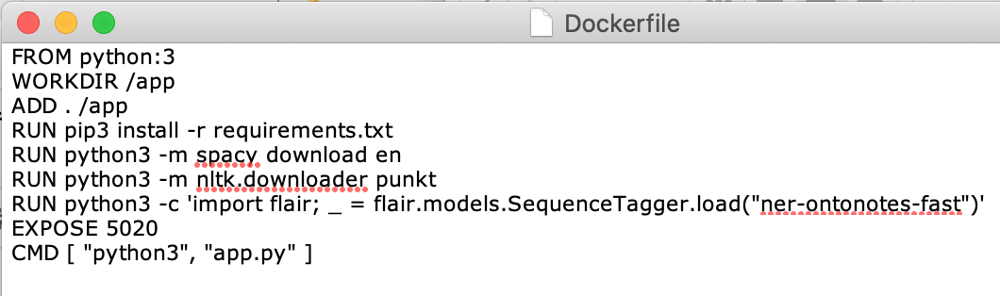 Dockerfile
FROM python:3
WORKDIR /app
ADD . /app
RUN pip3 install -r requirements.txt
RUN python3 -m spacy download en
RUN python3 -m nltk.downloader punkt
RUN python3 -c 'import flair; _ = flair.models.SequenceTagger.load("ner-ontonotes-fast")'
EXPOSE 5020
CMD [ "python3", "app.py" ]